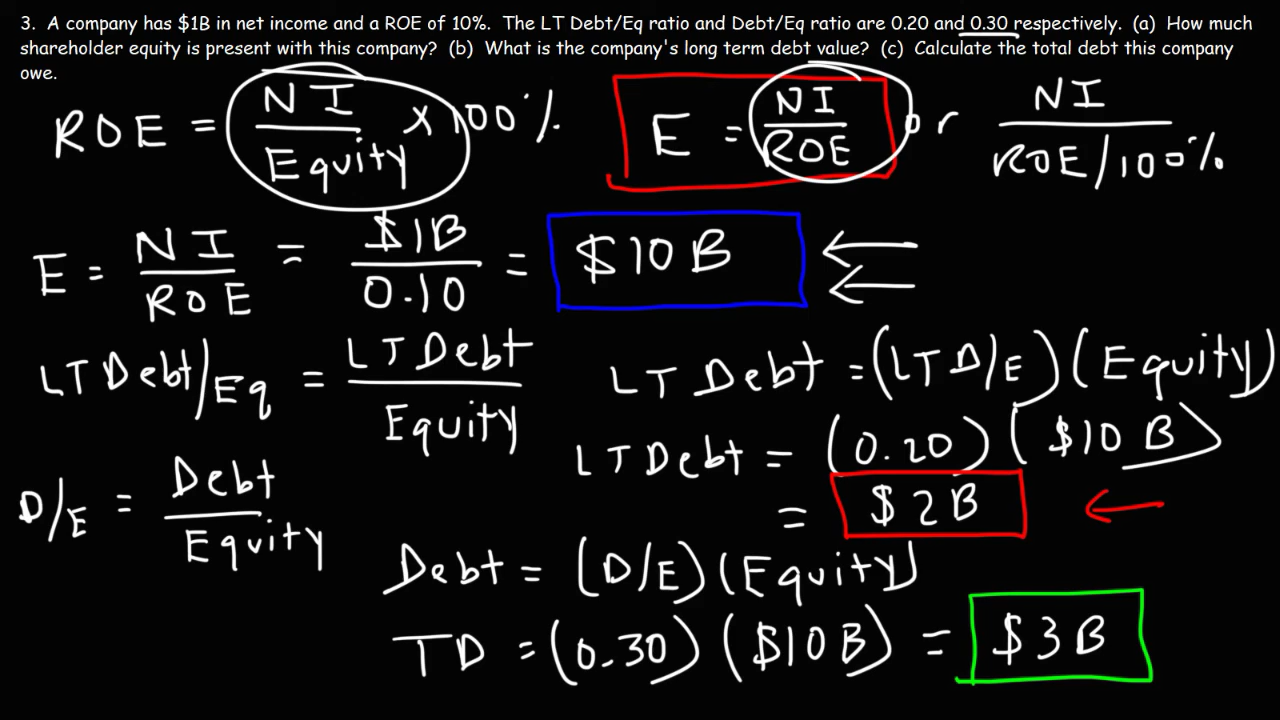 3. A company has $1B in net income and a ROE of 10%. The LT Debt/Eq ratio and Debt/Eq ratio are 0.20 and 0.30 respectively. (a) How much
shareholder equity is present with this company? (b) What is the company's long term debt value? (c) Calculate the total debt this company
owe.
ROE = NI / Equity x 100%
E = NI / ROE or NI / ROE/100%
E = NI / ROE = $1B / 0.10 = $10B
LT Debt/Eq = LT Debt / Equity
LT Debt = (LTD/E)(Equity)
LT Debt = (0.20)($10B)
= $2B
D/E = Debt / Equity
Debt = (D/E)(Equity)
TD = (0.30)($10B) = $3B